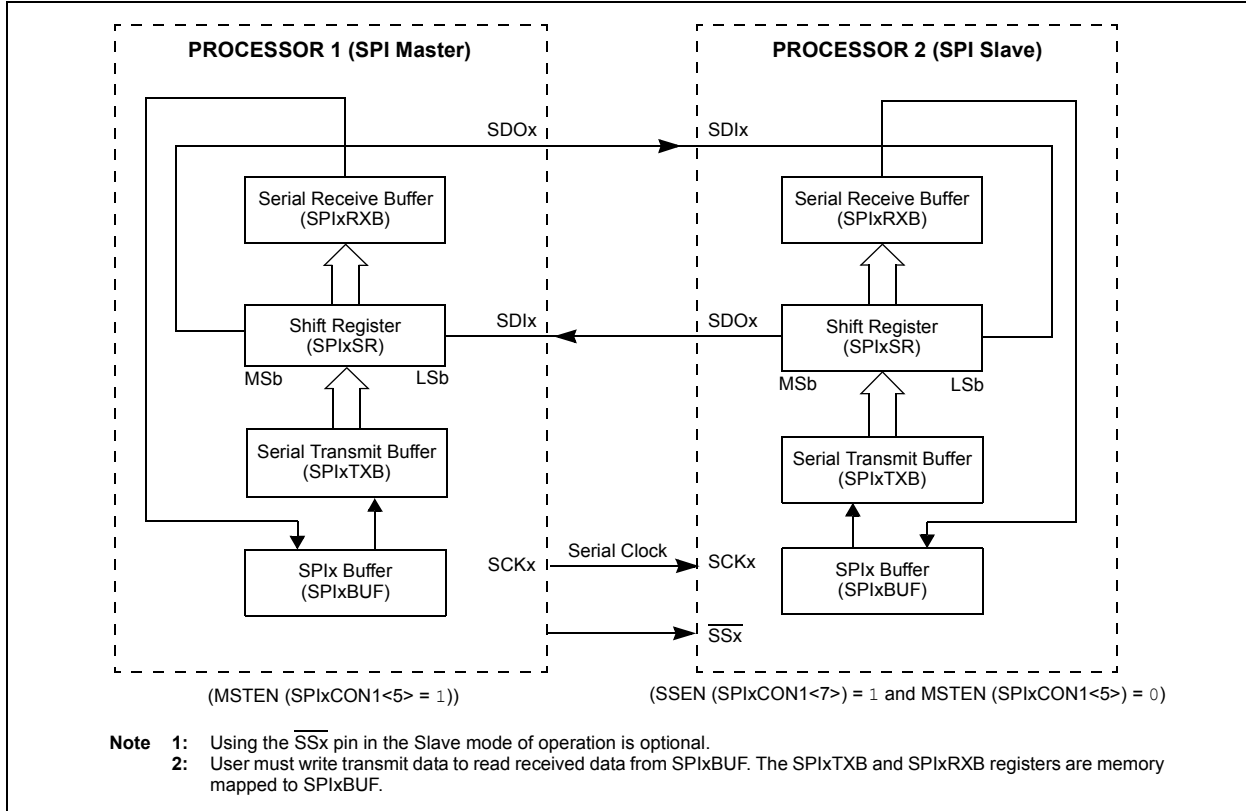 PROCESSOR 1 (SPI Master)
PROCESSOR 2 (SPI Slave)
SDOx
SDIx
Serial Receive Buffer
(SPIxRXB)
Serial Receive Buffer
(SPIxRXB)
Shift Register
(SPIxSR)
SDIx
SDOx
Shift Register
(SPIxSR)
MSb
LSb
MSb
LSb
Serial Transmit Buffer
(SPIxTXB)
Serial Transmit Buffer
(SPIxTXB)
SPIx Buffer
(SPIxBUF)
SCKx
Serial Clock
SCKx
SPIx Buffer
(SPIxBUF)
SSx
(MSTEN (SPIxCON1<5> = 1))
(SSEN (SPIxCON1<7>) = 1 and MSTEN (SPIxCON1<5>) = 0)
Note 1: Using the SSx pin in the Slave mode of operation is optional.
2: User must write transmit data to read received data from SPIxBUF. The SPIxTXB and SPIxRXB registers are memory
mapped to SPIxBUF.